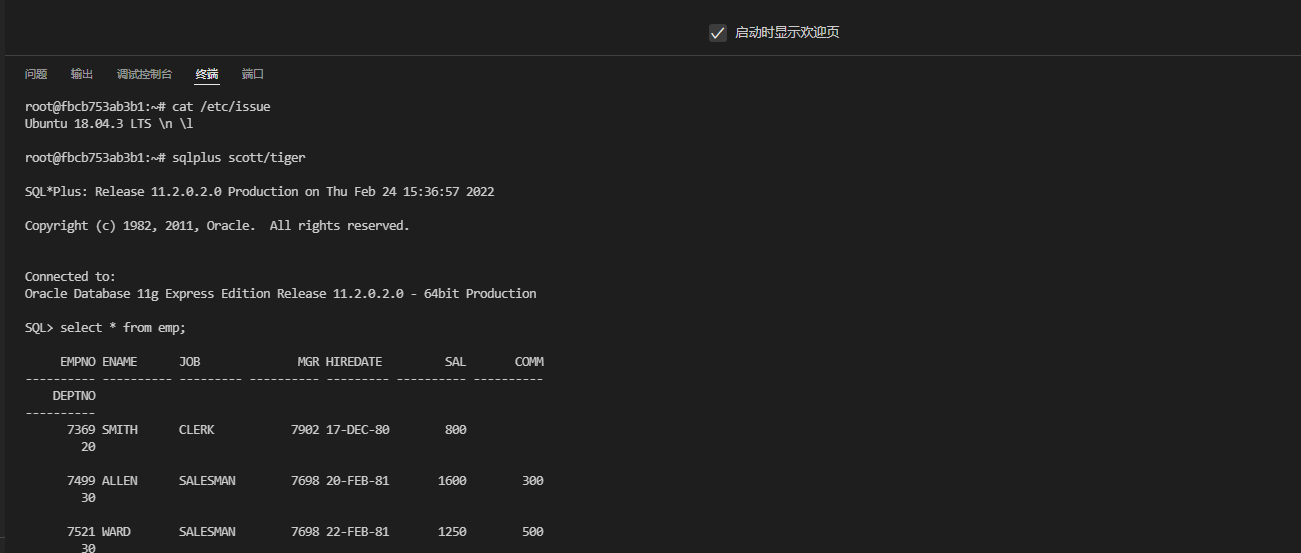 启动时显示欢迎页
问题 输出 调试控制台 终端 端口
root@fbcb753ab3b1:~# cat /etc/issue
Ubuntu 18.04.3 LTS \n \l
root@fbcb753ab3b1:~# sqlplus scott/tiger
SQL*Plus: Release 11.2.0.2.0 Production on Thu Feb 24 15:36:57 2022
Copyright (c) 1982, 2011, Oracle.  All rights reserved.
Connected to:
Oracle Database 11g Express Edition Release 11.2.0.2.0 - 64bit Production
SQL> select * from emp;
     EMPNO ENAME      JOB              MGR HIREDATE         SAL       COMM
---------- ---------- --------- ---------- --------- ---------- ----------
    DEPTNO
----------
      7369 SMITH      CLERK           7902 17-DEC-80        800
        20
      7499 ALLEN      SALESMAN        7698 20-FEB-81       1600        300
        30
      7521 WARD       SALESMAN        7698 22-FEB-81       1250        500
        30